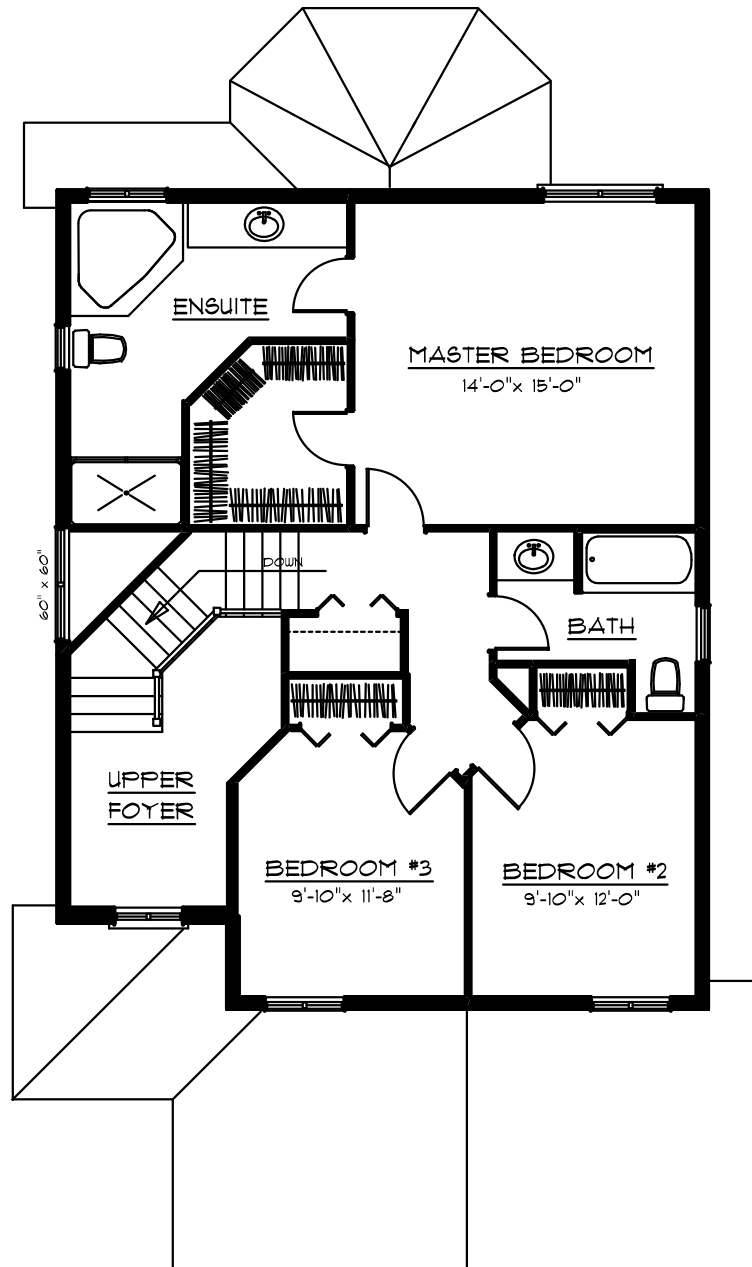 ENSUITE
MASTER BEDROOM
14'-0" x 15'-0"
60" x 60"
DOWN
BATH
UPPER
FOYER
BEDROOM #3
9'-10" x 11'-8"
BEDROOM #2
9'-10" x 12'-0"